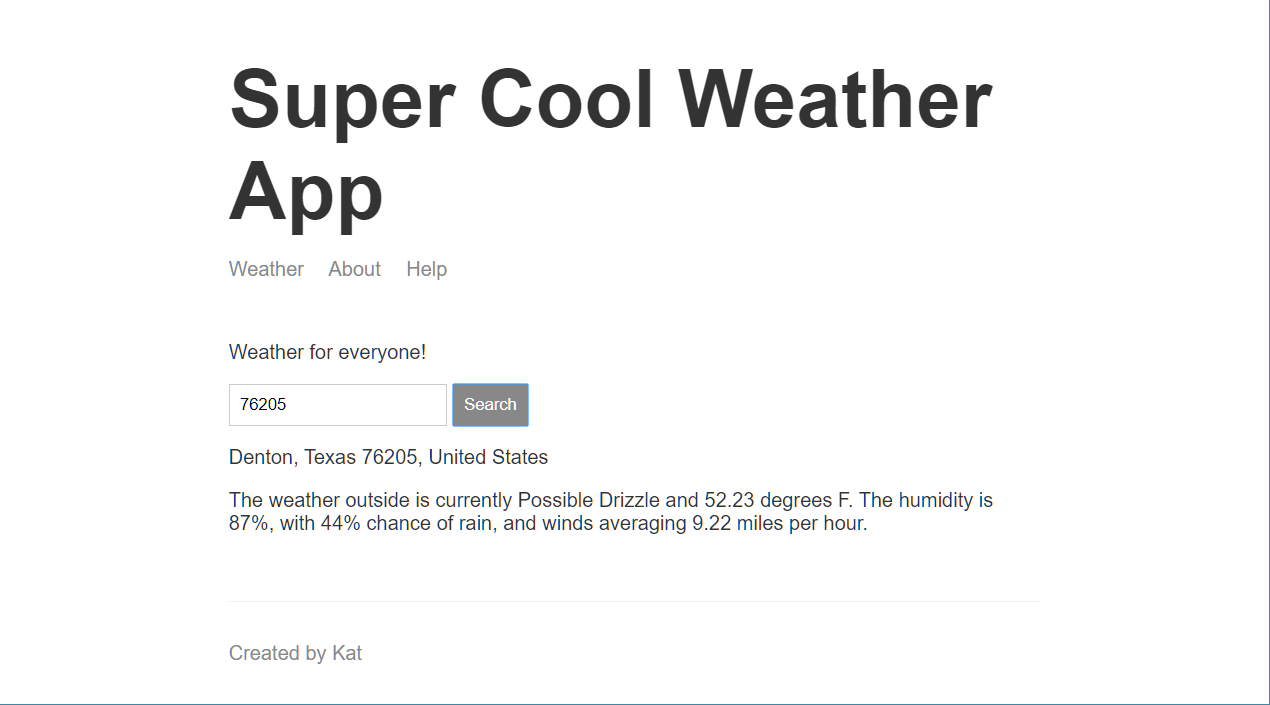 Super Cool Weather
App
Weather About Help
Weather for everyone!
76205 Search
Denton, Texas 76205, United States
The weather outside is currently Possible Drizzle and 52.23 degrees F. The humidity is
87%, with 44% chance of rain, and winds averaging 9.22 miles per hour.
Created by Kat